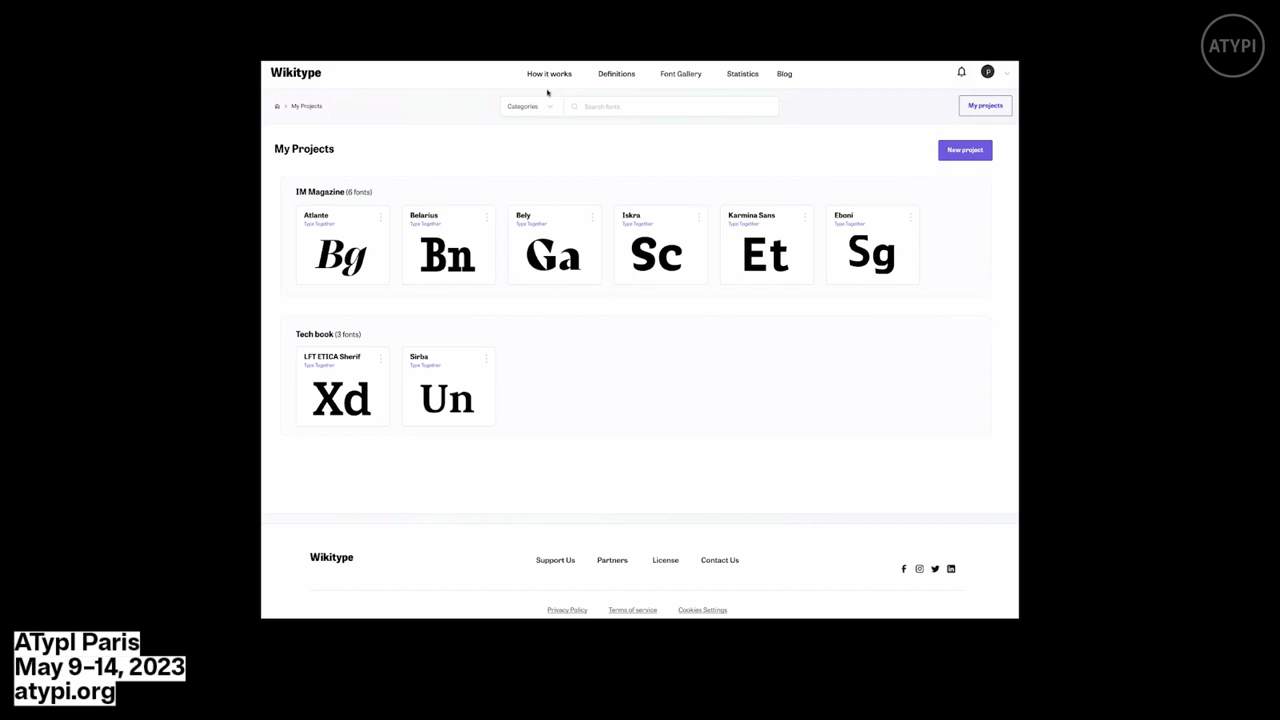 ATYPI
Wikitype
How it works
Definitions
Font Gallery
Statistics
Blog
P
My Projects
Categories
Search fonts
My projects
My Projects
New project
IM Magazine (6 fonts)
Atlante
Type Together
Bg
Belarius
Type Together
Bn
Bely
Type Together
Ga
Iskra
Type Together
Sc
Karmina Sans
Type Together
Et
Eboni
Type Together
Sg
Tech book (3 fonts)
LFT ETICA Sherif
Type Together
Xd
Sirba
Type Together
Un
Wikitype
Support Us
Partners
License
Contact Us
Privacy Policy
Terms of service
Cookies Settings
ATypI Paris
May 9–14, 2023
atypi.org